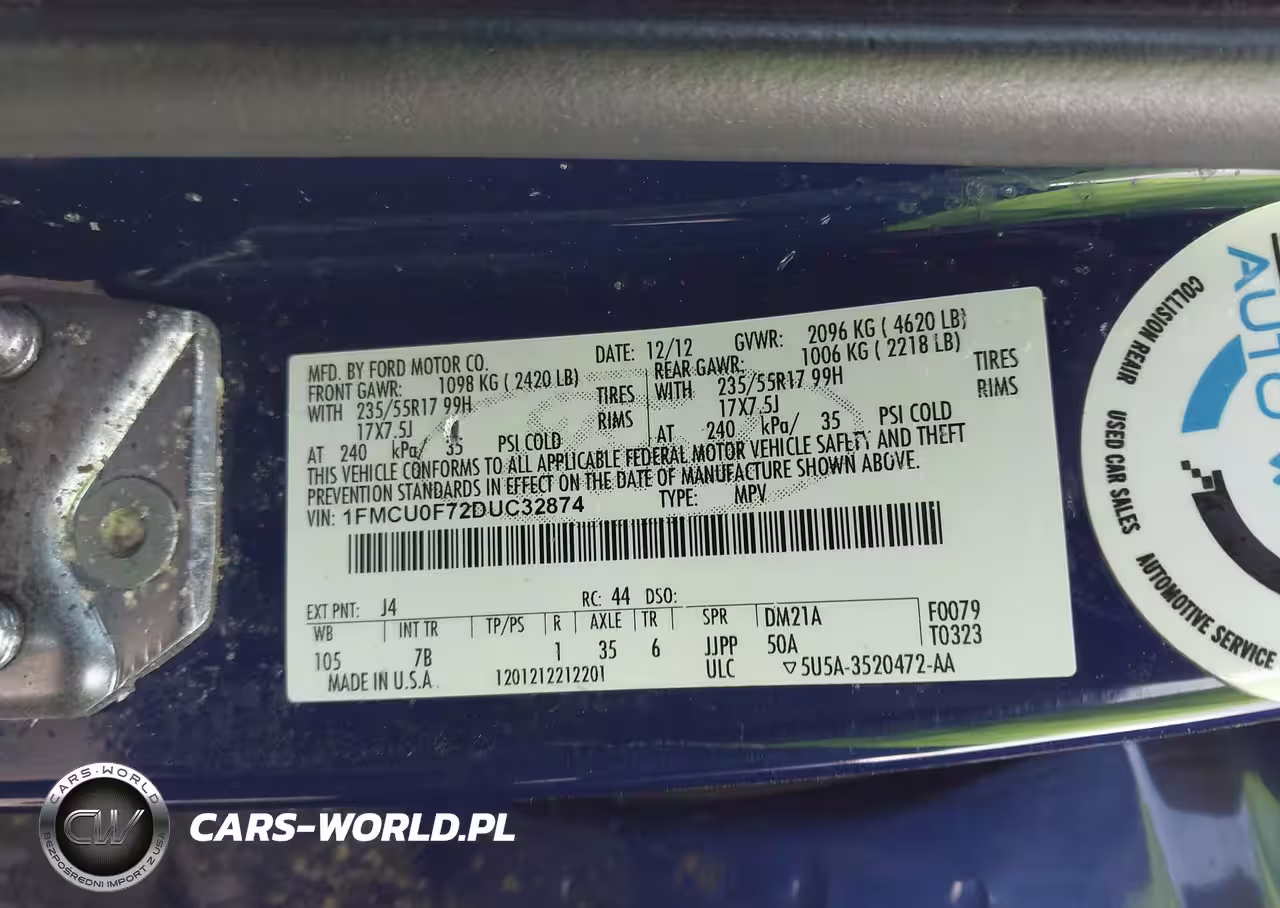 MFD. BY FORD MOTOR CO. DATE: 12/12 GVWR: 2096 KG ( 4620 LB)
FRONT GAWR: 1098 KG ( 2420 LB) REAR GAWR: 1006 KG ( 2218 LB)
WITH 235/55R17 99H TIRES WITH 235/55R17 99H TIRES
17X7.5J RIMS 17X7.5J RIMS
AT 240 kPa/ 35 PSI COLD AT 240 kPa/ 35 PSI COLD
THIS VEHICLE CONFORMS TO ALL APPLICABLE FEDERAL MOTOR VEHICLE SAFETY AND THEFT
PREVENTION STANDARDS IN EFFECT ON THE DATE OF MANUFACTURE SHOWN ABOVE.
VIN: 1FMCU0F72DUC32874 TYPE: MPV
EXT PNT: J4 RC: 44 DSO:
WB INT TR TP/PS R AXLE TR SPR DM21A F0079
105 7B 1 35 6 JJPP 50A T0323
MADE IN U.S.A. 1201212212201 ULC ▽5U5A-3520472-AA
AUTO
COLLISION REAIR
USED CAR SALES
AUTOMOTIVE SERVICE
CARS-WORLD
CW
BEZPOŚREDNI IMPORT Z USA
CARS-WORLD.PL